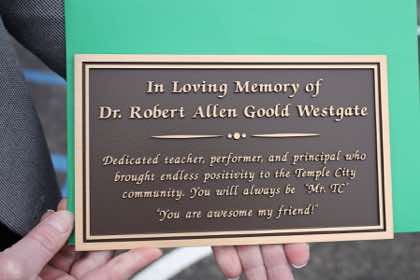 In Loving Memory of
Dr. Robert Allen Goold Westgate
Dedicated teacher, performer, and principal who
brought endless positivity to the Temple City
community. You will always be "Mr. TC"
"You are awesome my friend!"